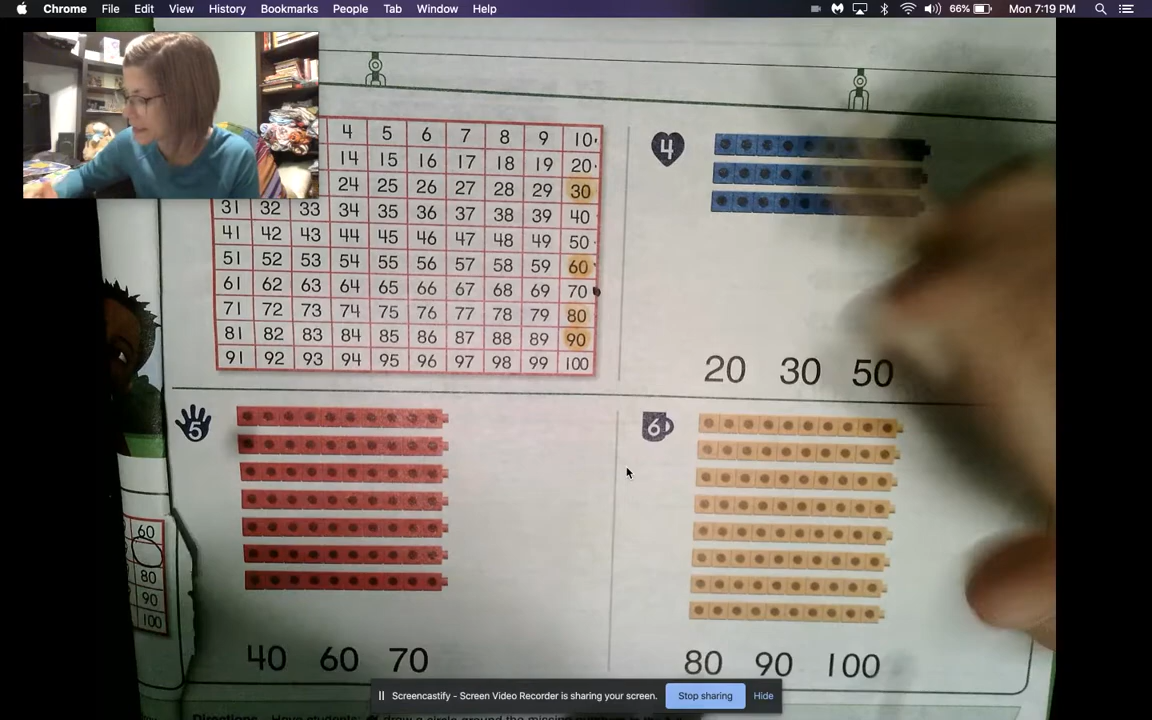 Chrome File Edit View History Bookmarks People Tab Window Help 66% Mon 7:19 PM
4 5 6 7 8 9 10
14 15 16 17 18 19 20
24 25 26 27 28 29 30
31 32 33 34 35 36 37 38 39 40
41 42 43 44 45 46 47 48 49 50
51 52 53 54 55 56 57 58 59 60
61 62 63 64 65 66 67 68 69 70
71 72 73 74 75 76 77 78 79 80
81 82 83 84 85 86 87 88 89 90
91 92 93 94 95 96 97 98 99 100
4
20 30 50
5
40 60 70
6
80 90 100
60
80
90
100
Screencastify - Screen Video Recorder is sharing your screen. Stop sharing Hide